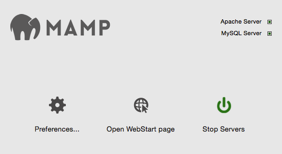 MAMP
Apache Server
MySQL Server
Preferences...
Open WebStart page
Stop Servers